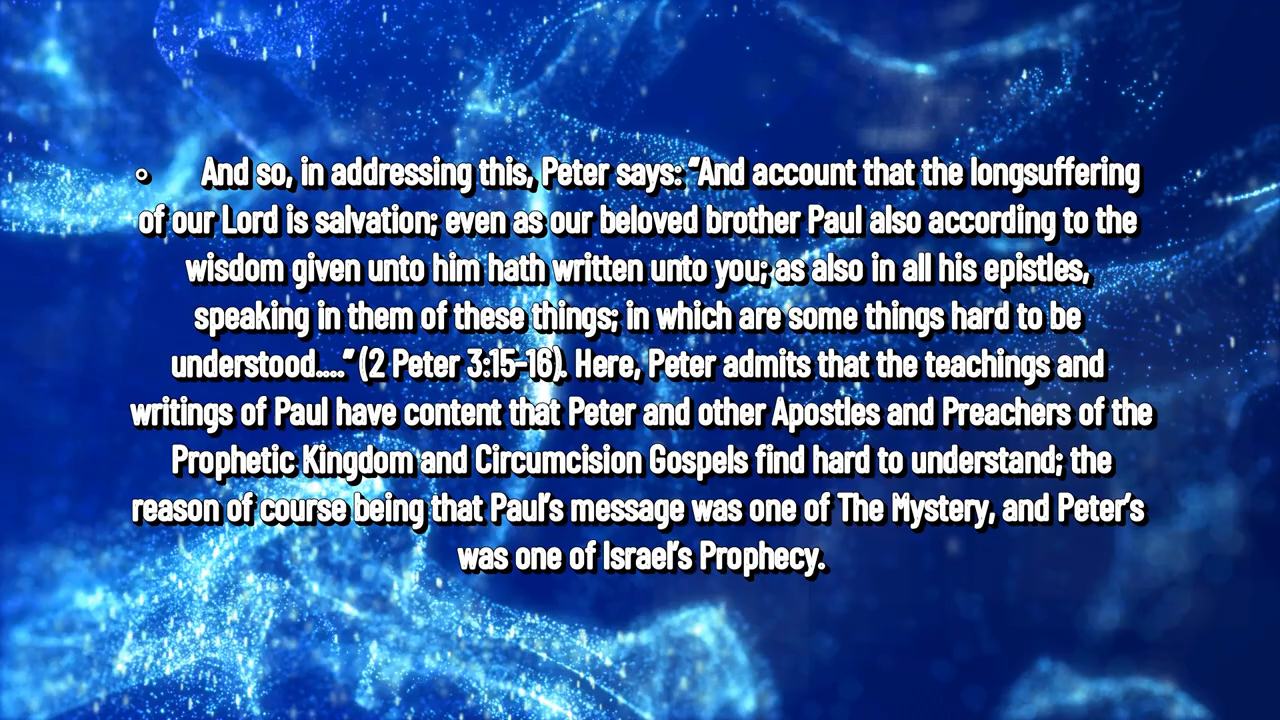 ◦ And so, in addressing this, Peter says: “And account that the longsuffering
of our Lord is salvation; even as our beloved brother Paul also according to the
wisdom given unto him hath written unto you; as also in all his epistles,
speaking in them of these things; in which are some things hard to be
understood....” (2 Peter 3:15-16). Here, Peter admits that the teachings and
writings of Paul have content that Peter and other Apostles and Preachers of the
Prophetic Kingdom and Circumcision Gospels find hard to understand; the
reason of course being that Paul’s message was one of The Mystery, and Peter’s
was one of Israel’s Prophecy.